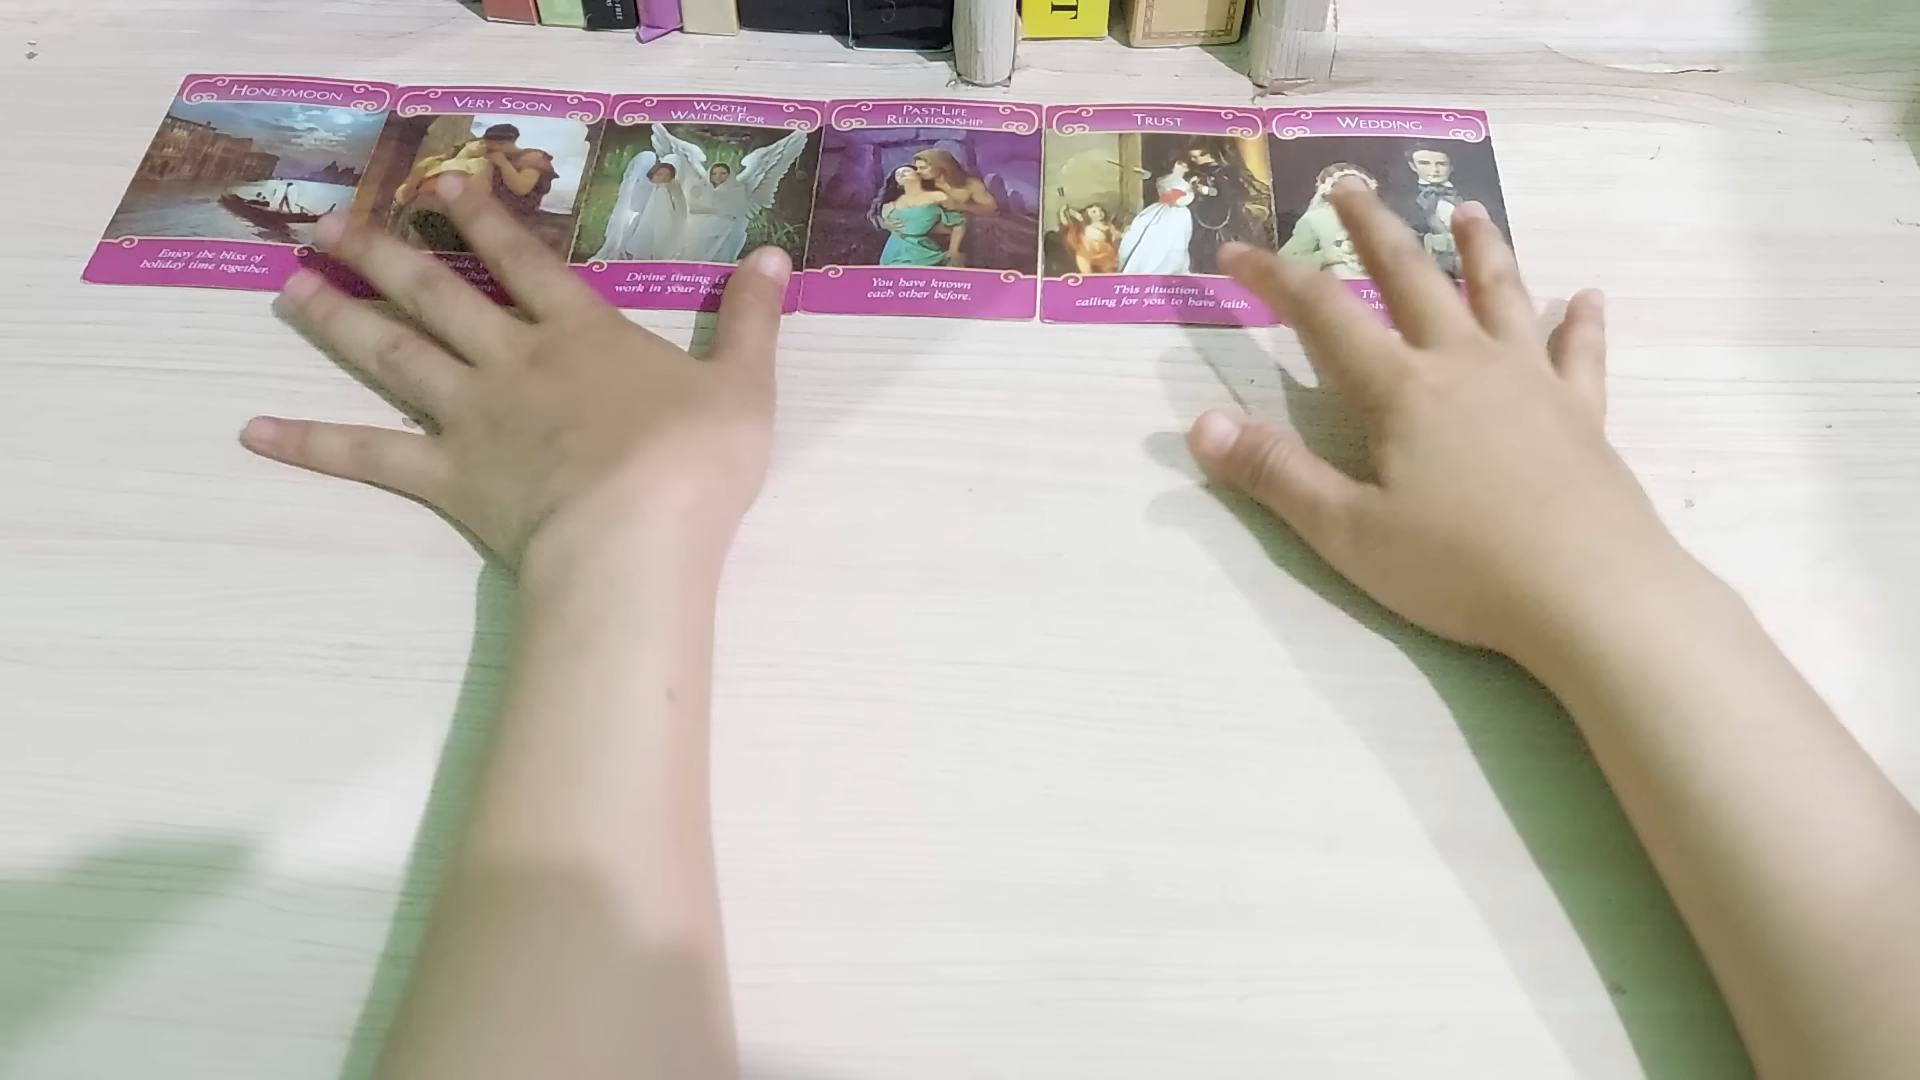 HONEYMOON
Enjoy the bliss of
holiday time together.
VERY SOON
WORTH
WAITING FOR
Divine timing is
work in your love
PAST-LIFE
RELATIONSHIP
You have known
each other before.
TRUST
This situation is
calling for you to have faith.
WEDDING
T